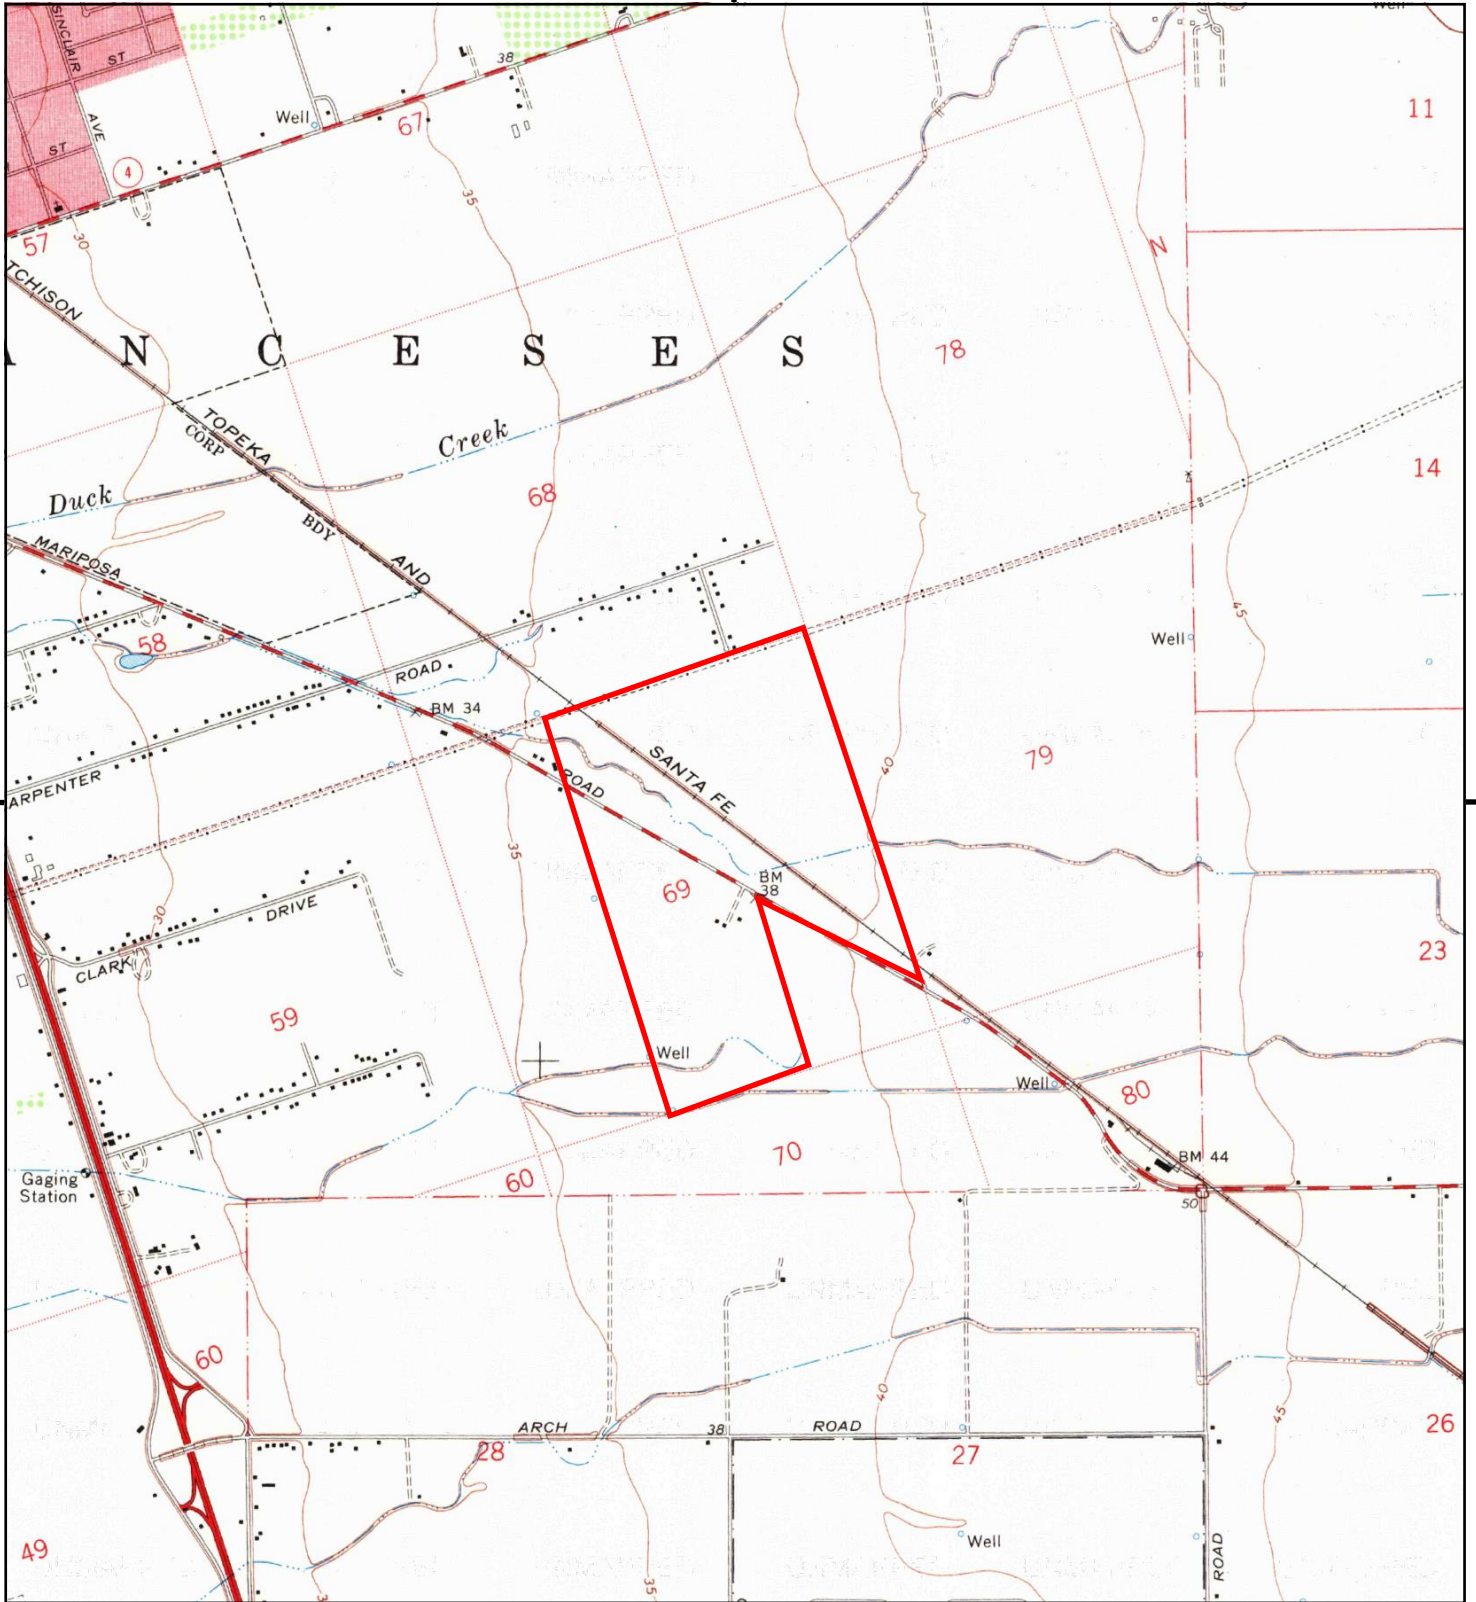 SINCLAIR
ST
AVE
ST
4
57
30
Well
67
38
35
Well
11
N
TCHISON
N C E S E S
78
TOPEKA
CORP
Creek
Duck
68
14
BDY
MARIPOSA
AND
45
58
Well
ROAD
BM 34
SANTA FE
79
40
ARPENTER
ROAD
35
BM
38
69
30
DRIVE
CLARK
23
59
Well
Well
80
70
BM 44
Gaging
Station
60
50
60
40
45
ARCH
38
ROAD
26
28
27
Well
49
ROAD
35
3